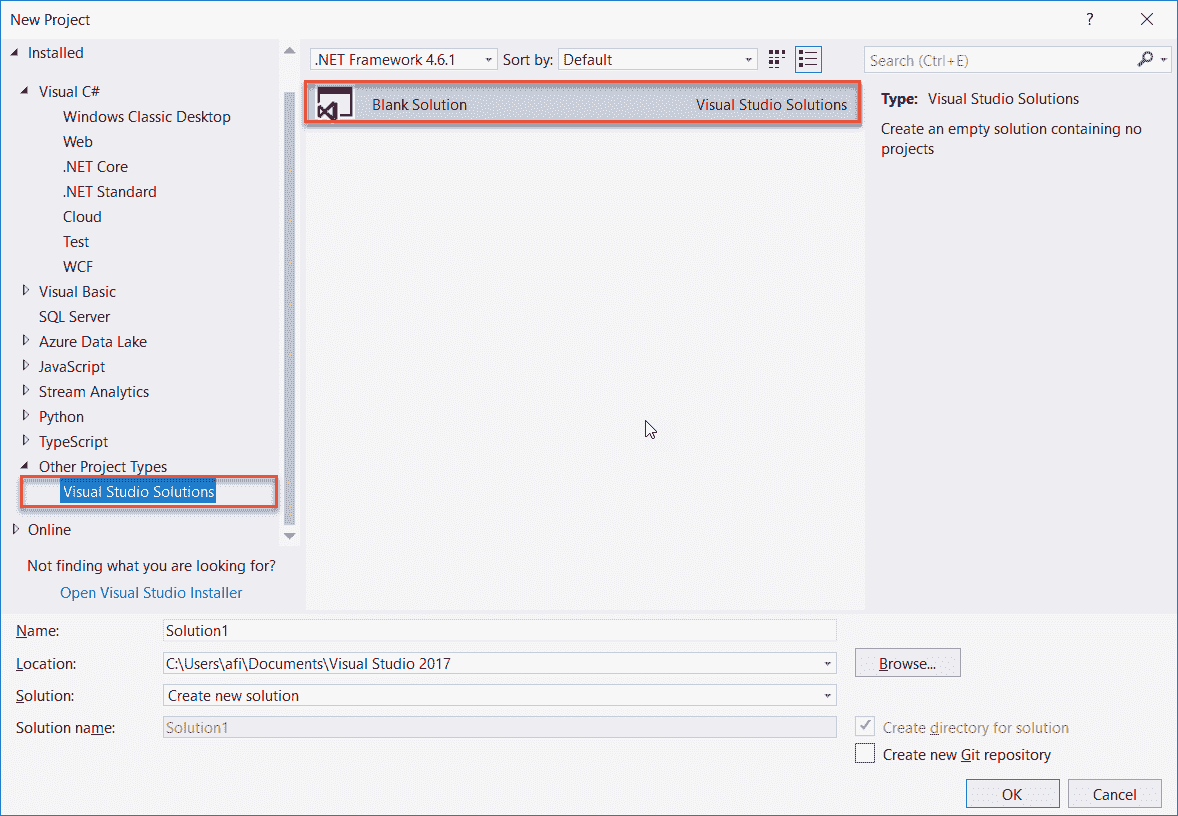 New Project
?
Installed
Visual C#
Windows Classic Desktop
Web
.NET Core
.NET Standard
Cloud
Test
WCF
Visual Basic
SQL Server
Azure Data Lake
JavaScript
Stream Analytics
Python
TypeScript
Other Project Types
Visual Studio Solutions
Online
Not finding what you are looking for?
Open Visual Studio Installer
.NET Framework 4.6.1
Sort by: Default
Blank Solution Visual Studio Solutions
Search (Ctrl+E)
Type: Visual Studio Solutions
Create an empty solution containing no
projects
Name: Solution1
Location: C:\Users\afi\Documents\Visual Studio 2017
Browse...
Solution: Create new solution
Solution name: Solution1
Create directory for solution
Create new Git repository
OK
Cancel